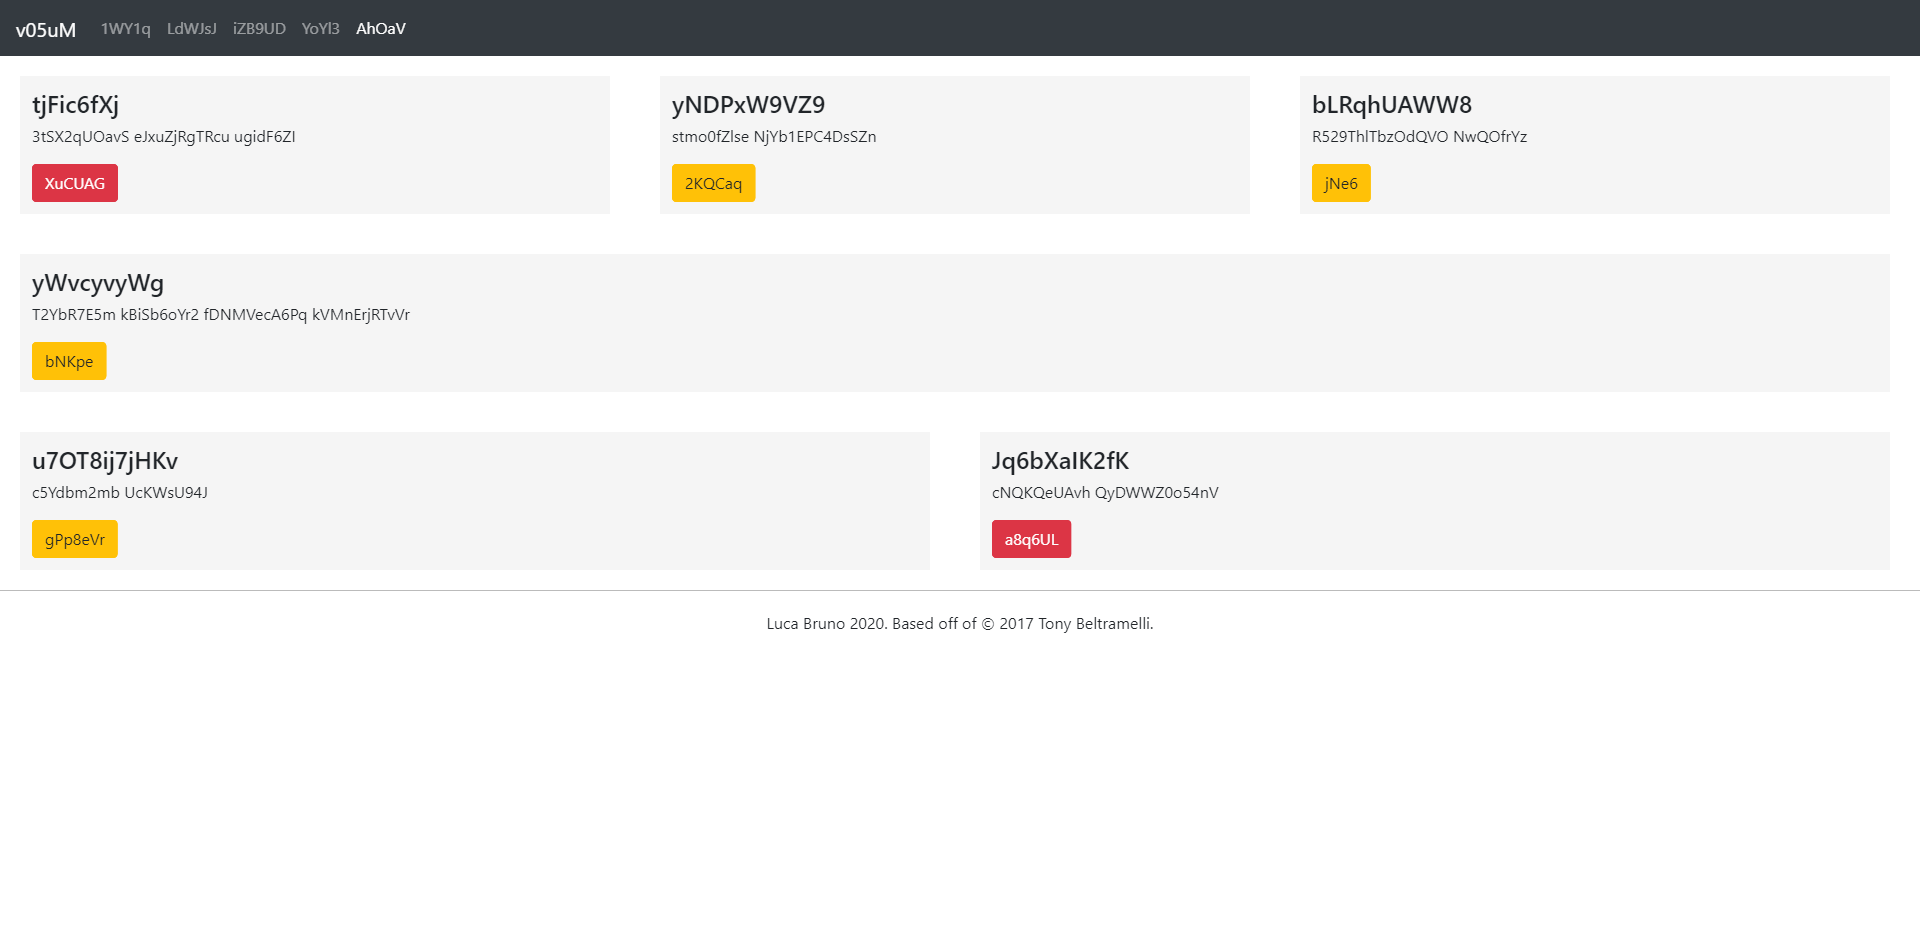 v05uM 1WY1q LdWJsJ iZB9UD YoYl3 AhOaV
tjFic6fXj
3tSX2qUOavS eJxuZjRgTRcu ugidF6ZI
XuCUAG
yNDPxW9VZ9
stmo0fZlse NjYb1EPC4DsSZn
2KQCaq
bLRqhUAWW8
R529ThlTbzOdQVO NwQOfrYz
jNe6
yWvcyvyWg
T2YbR7E5m kBiSb6oYr2 fDNMVecA6Pq kVMnErjRTvVr
bNKpe
u7OT8ij7jHKv
c5Ydbm2mb UcKWsU94J
gPp8eVr
Jq6bXaIK2fK
cNQKQeUAvh QyDWWZ0o54nV
a8q6UL
Luca Bruno 2020. Based off of © 2017 Tony Beltramelli.